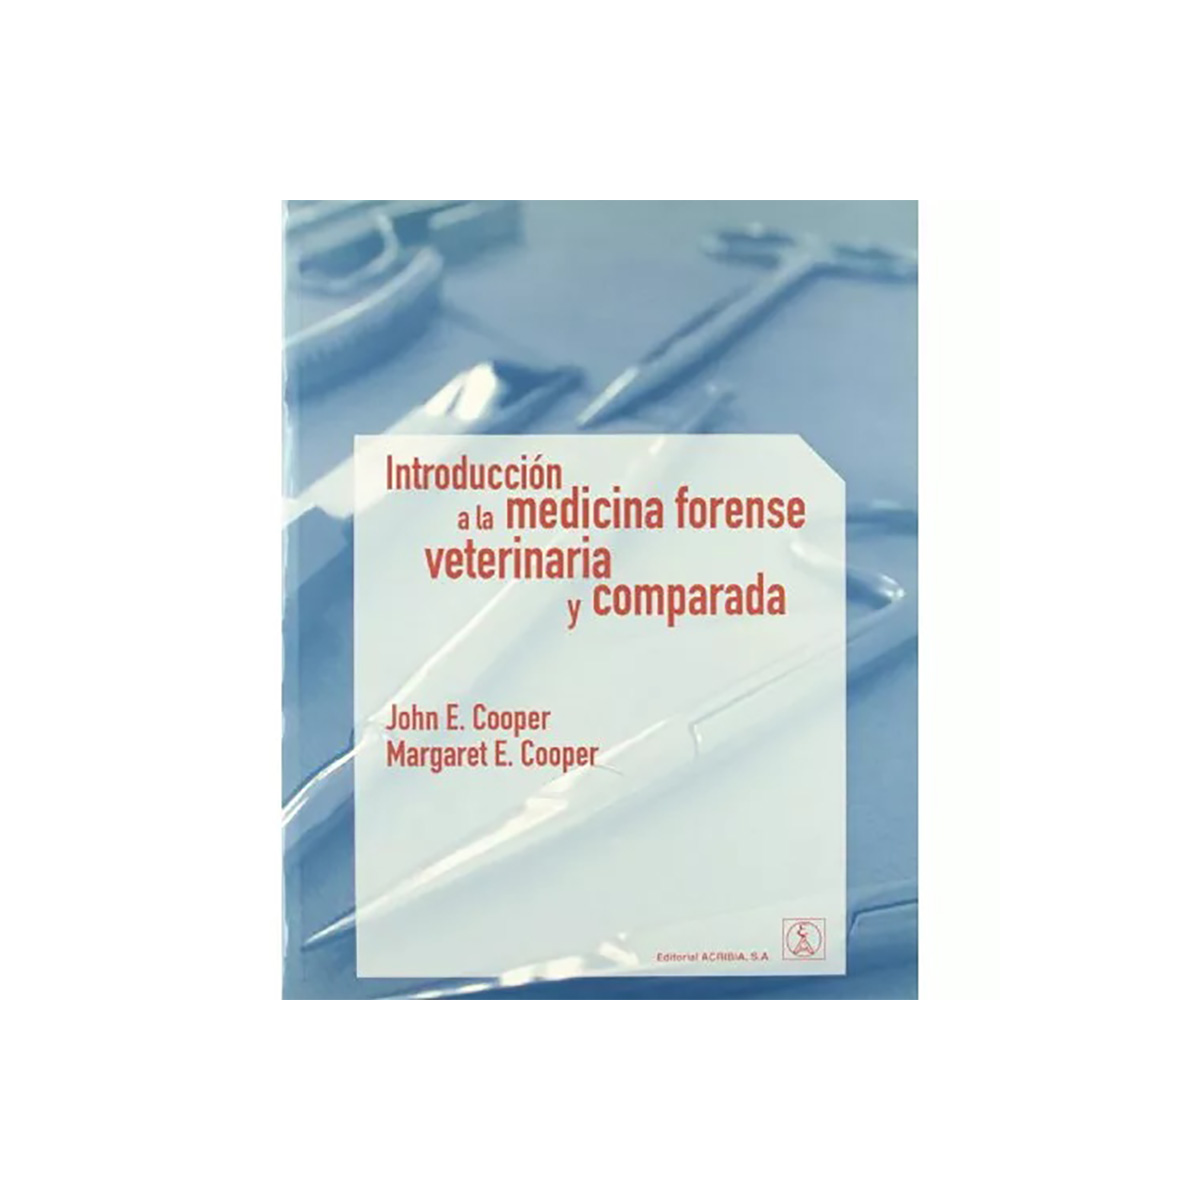 Introducción
a la medicina forense
veterinaria
y comparada
John E. Cooper
Margaret E. Cooper
Editorial ACRIBIA, S.A.